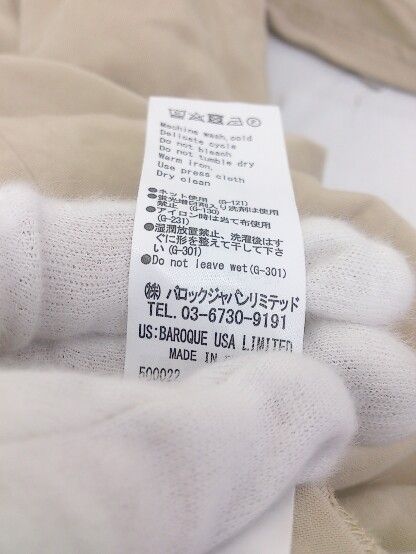 Machine wash,cold
Delicate cycle
Do not bleach
Do not tumble dry
Warm iron.
Use press cloth
Dry clean
●ネット使用 (G-121)
●蛍光増白剤入り洗剤は使用
禁止 (G-130)
●アイロン時は当て布使用
(G-231)
●湿潤放置禁止、洗濯後はす
ぐに形を整えて干して下さ
い(G-301)
●Do not leave wet(G-301)
㈱バロックジャパンリミテッド
TEL. 03-6730-9191
US:BAROQUE USA LIMITED
MADE IN
500022